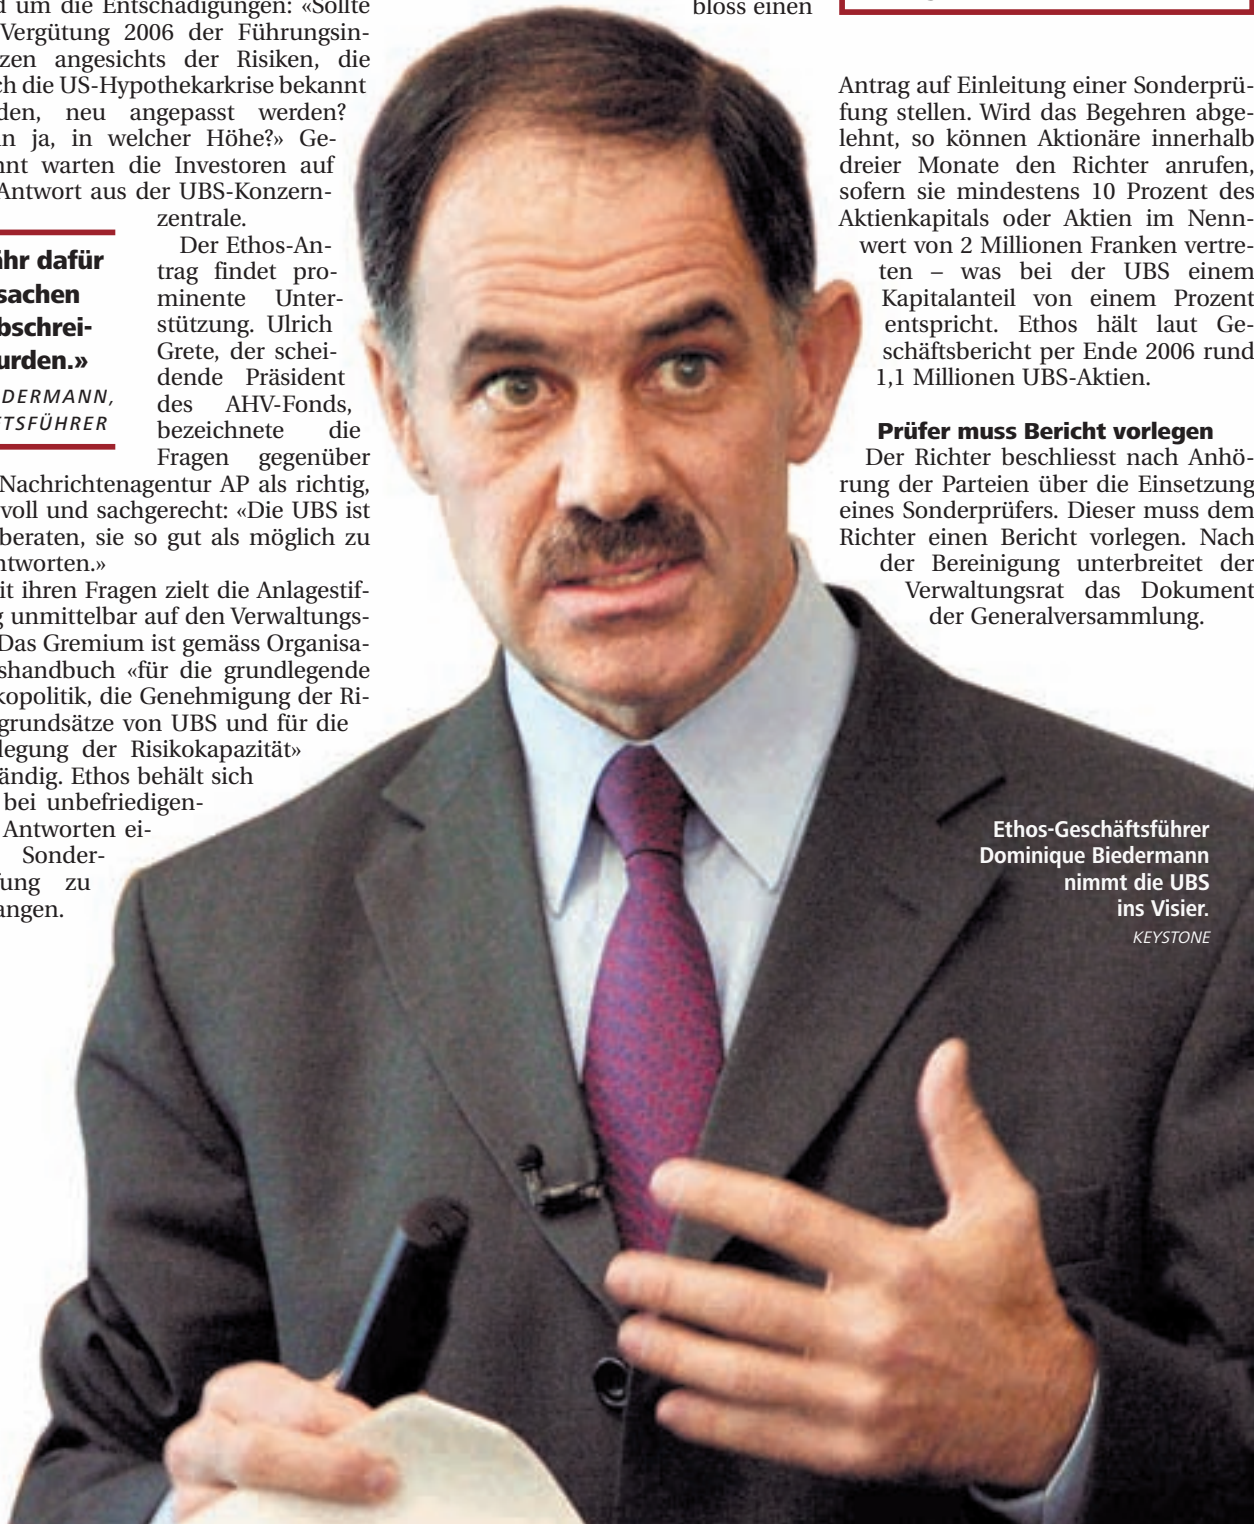 um die Entschädigungen: «Sollte
Vergütung 2006 der Führungsin-
zen angesichts der Risiken, die
die US-Hypothekarkrise bekannt
den, neu angepasst werden?
ja, in welcher Höhe?» Ge-
nnt warten die Investoren auf
Antwort aus der UBS-Konzern-
zentrale.
Der Ethos-An-
trag findet pro-
minente Unter-
stützung. Ulrich
Grete, der schei-
dende Präsident
des AHV-Fonds,
bezeichnete die
Fragen gegenüber
Nachrichtenagentur AP als richtig,
voll und sachgerecht: «Die UBS ist
beraten, sie so gut als möglich zu
ntworten.»
it ihren Fragen zielt die Anlagestif-
g unmittelbar auf den Verwaltungs-
Das Gremium ist gemäss Organisa-
shandbuch «für die grundlegende
kopolitik, die Genehmigung der Ri-
grundsätze von UBS und für die
legung der Risikokapazität»
ändig. Ethos behält sich
bei unbefriedigen-
Antworten ei-
Sonder-
ung zu
angen.
ähr dafür
sachen
bschrei-
urden.»
DERMANN,
TSFÜHRER
bloss einen
Antrag auf Einleitung einer Sonderprü-
fung stellen. Wird das Begehren abge-
lehnt, so können Aktionäre innerhalb
dreier Monate den Richter anrufen,
sofern sie mindestens 10 Prozent des
Aktienkapitals oder Aktien im Nenn-
wert von 2 Millionen Franken vertre-
ten – was bei der UBS einem
Kapitalanteil von einem Prozent
entspricht. Ethos hält laut Ge-
schäftsbericht per Ende 2006 rund
1,1 Millionen UBS-Aktien.
Prüfer muss Bericht vorlegen
Der Richter beschliesst nach Anhö-
rung der Parteien über die Einsetzung
eines Sonderprüfers. Dieser muss dem
Richter einen Bericht vorlegen. Nach
der Bereinigung unterbreitet der
Verwaltungsrat das Dokument
der Generalversammlung.
Ethos-Geschäftsführer
Dominique Biedermann
nimmt die UBS
ins Visier.
KEYSTONE